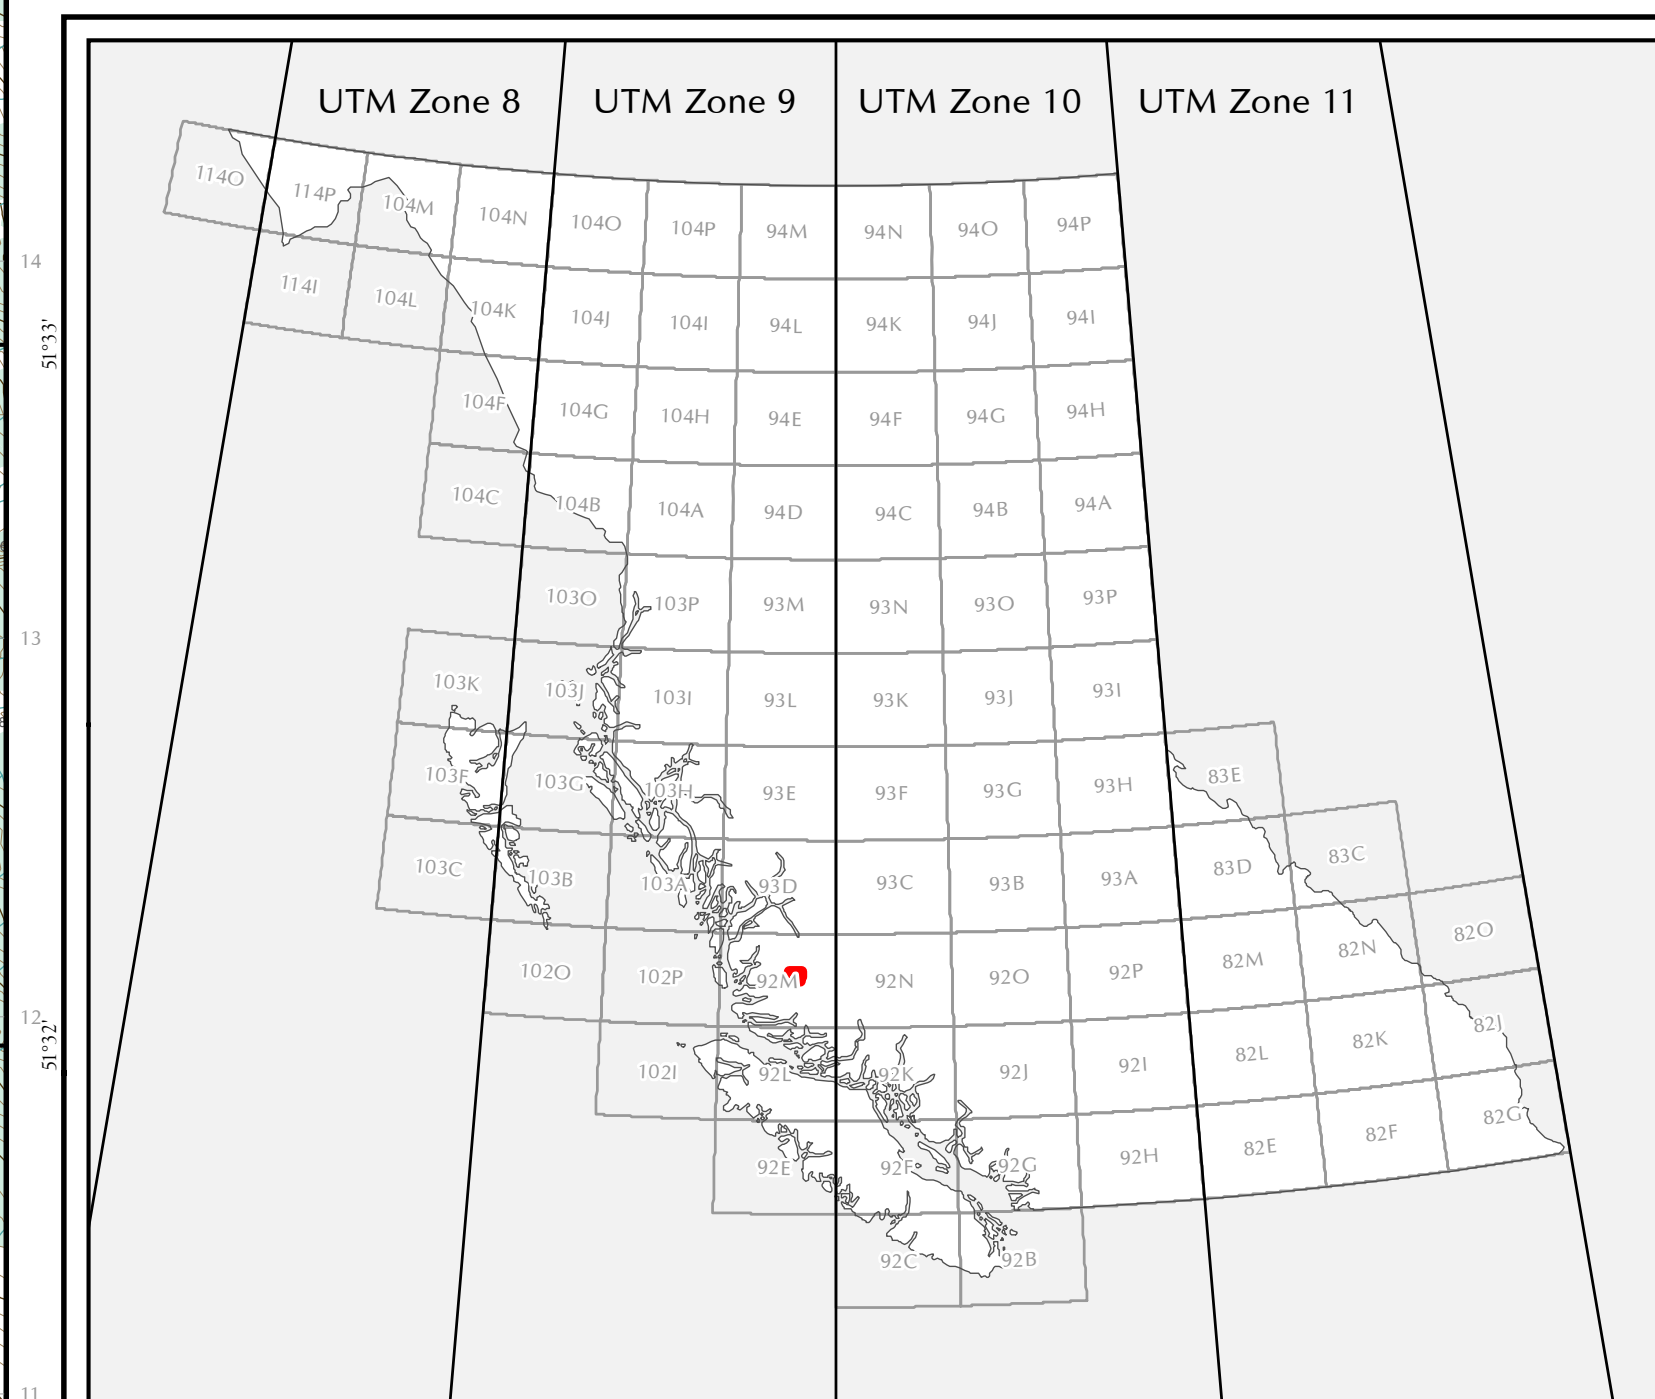 UTM Zone 8 UTM Zone 9 UTM Zone 10 UTM Zone 11
114O 114P 104M 104N 104O 104P 94M 94N 94O 94P
14
114I 104L 104K 104J 104I 94L 94K 94J 94I
51°33'
104F 104G 104H 94E 94F 94G 94H
104C 104B 104A 94D 94C 94B 94A
103O 103P 93M 93N 93O 93P
13
103K 103J 103I 93L 93K 93J 93I
103F 103G 103H 93E 93F 93G 93H 83E
103C 103B 103A 93D 93C 93B 93A 83D 83C
102O 102P 92M 92N 92O 92P 82M 82N 82O
12
51°32'
102I 92L 92K 92J 92I 82L 82K 82J
92E 92F 92G 92H 82E 82F 82G
92C 92B
11